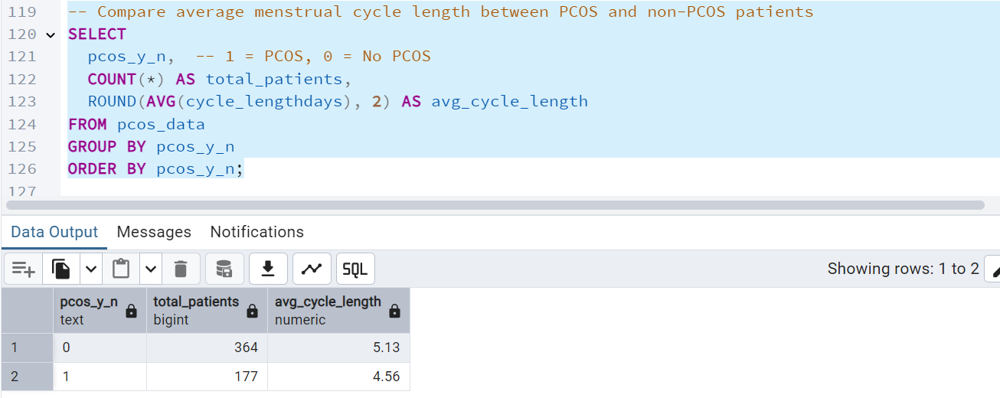 119 -- Compare average menstrual cycle length between PCOS and non-PCOS patients
120 SELECT
121 pcos_y_n, -- 1 = PCOS, 0 = No PCOS
122 COUNT(*) AS total_patients,
123 ROUND(AVG(cycle_lengthdays), 2) AS avg_cycle_length
124 FROM pcos_data
125 GROUP BY pcos_y_n
126 ORDER BY pcos_y_n;
127
Data Output Messages Notifications
SQL Showing rows: 1 to 2
pcos_y_n total_patients avg_cycle_length
text bigint numeric
1 0 364 5.13
2 1 177 4.56